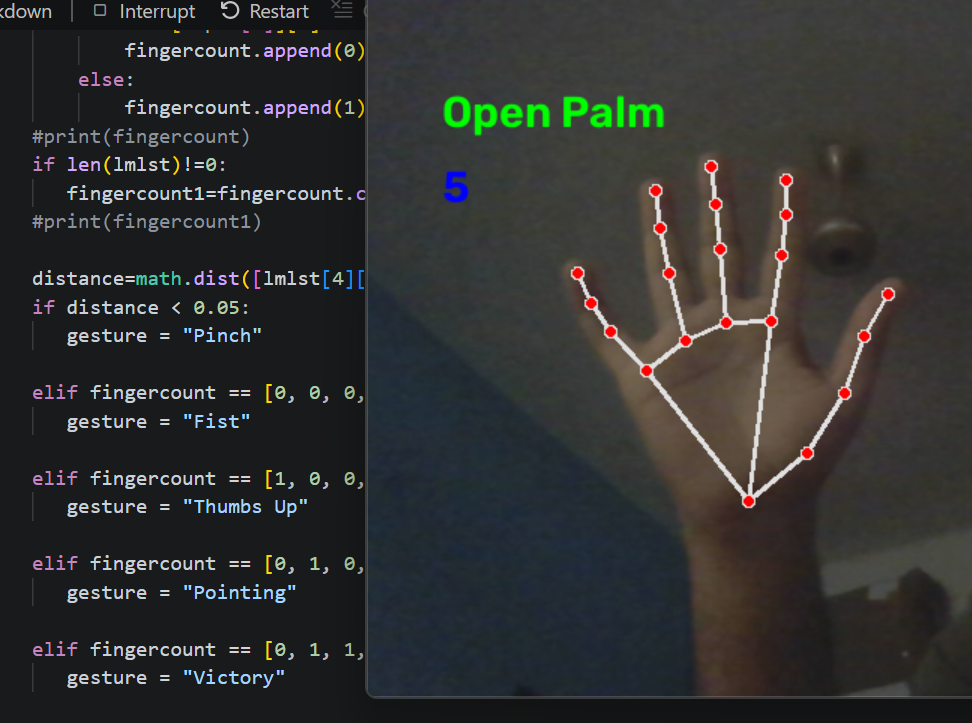 kdown | Interrupt Restart
fingercount.append(0)
else:
fingercount.append(1)
#print(fingercount)
if len(lmlst)!=0:
fingercount1=fingercount.c
#print(fingercount1)
distance=math.dist([lmlst[4][
if distance < 0.05:
gesture = "Pinch"
elif fingercount == [0, 0, 0,
gesture = "Fist"
elif fingercount == [1, 0, 0,
gesture = "Thumbs Up"
elif fingercount == [0, 1, 0,
gesture = "Pointing"
elif fingercount == [0, 1, 1,
gesture = "Victory"
Open Palm
5